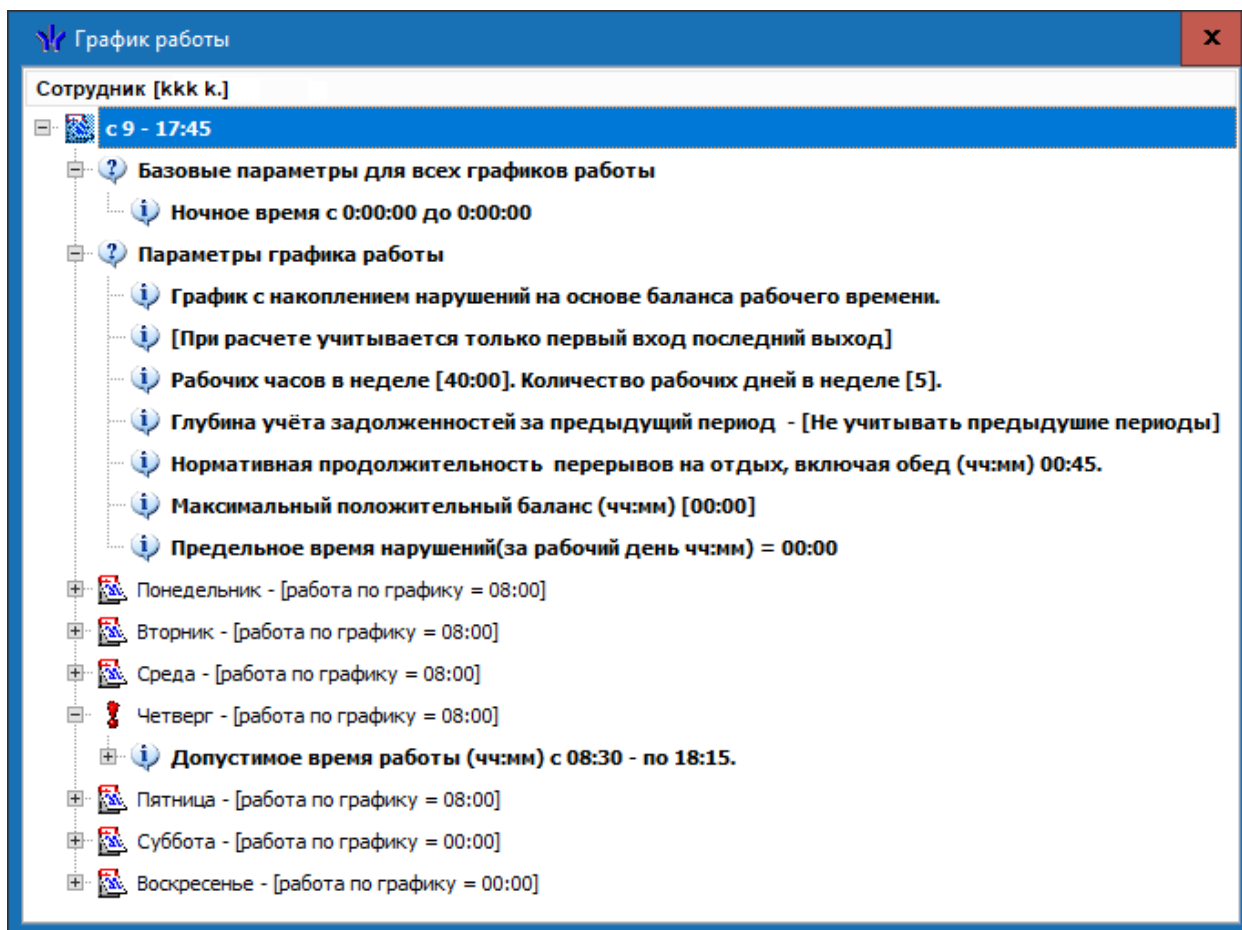 График работы
x
Сотрудник [kkk k.]
с 9 - 17:45
Базовые параметры для всех графиков работы
Ночное время с 0:00:00 до 0:00:00
Параметры графика работы
График с накоплением нарушений на основе баланса рабочего времени.
[При расчете учитывается только первый вход последний выход]
Рабочих часов в неделе [40:00]. Количество рабочих дней в неделе [5].
Глубина учёта задолженностей за предыдущий период - [Не учитывать предыдушие периоды]
Нормативная продолжительность перерывов на отдых, включая обед (чч:мм) 00:45.
Максимальный положительный баланс (чч:мм) [00:00]
Предельное время нарушений(за рабочий день чч:мм) = 00:00
Понедельник - [работа по графику = 08:00]
Вторник - [работа по графику = 08:00]
Среда - [работа по графику = 08:00]
Четверг - [работа по графику = 08:00]
Допустимое время работы (чч:мм) с 08:30 - по 18:15.
Пятница - [работа по графику = 08:00]
Суббота - [работа по графику = 00:00]
Воскресенье - [работа по графику = 00:00]